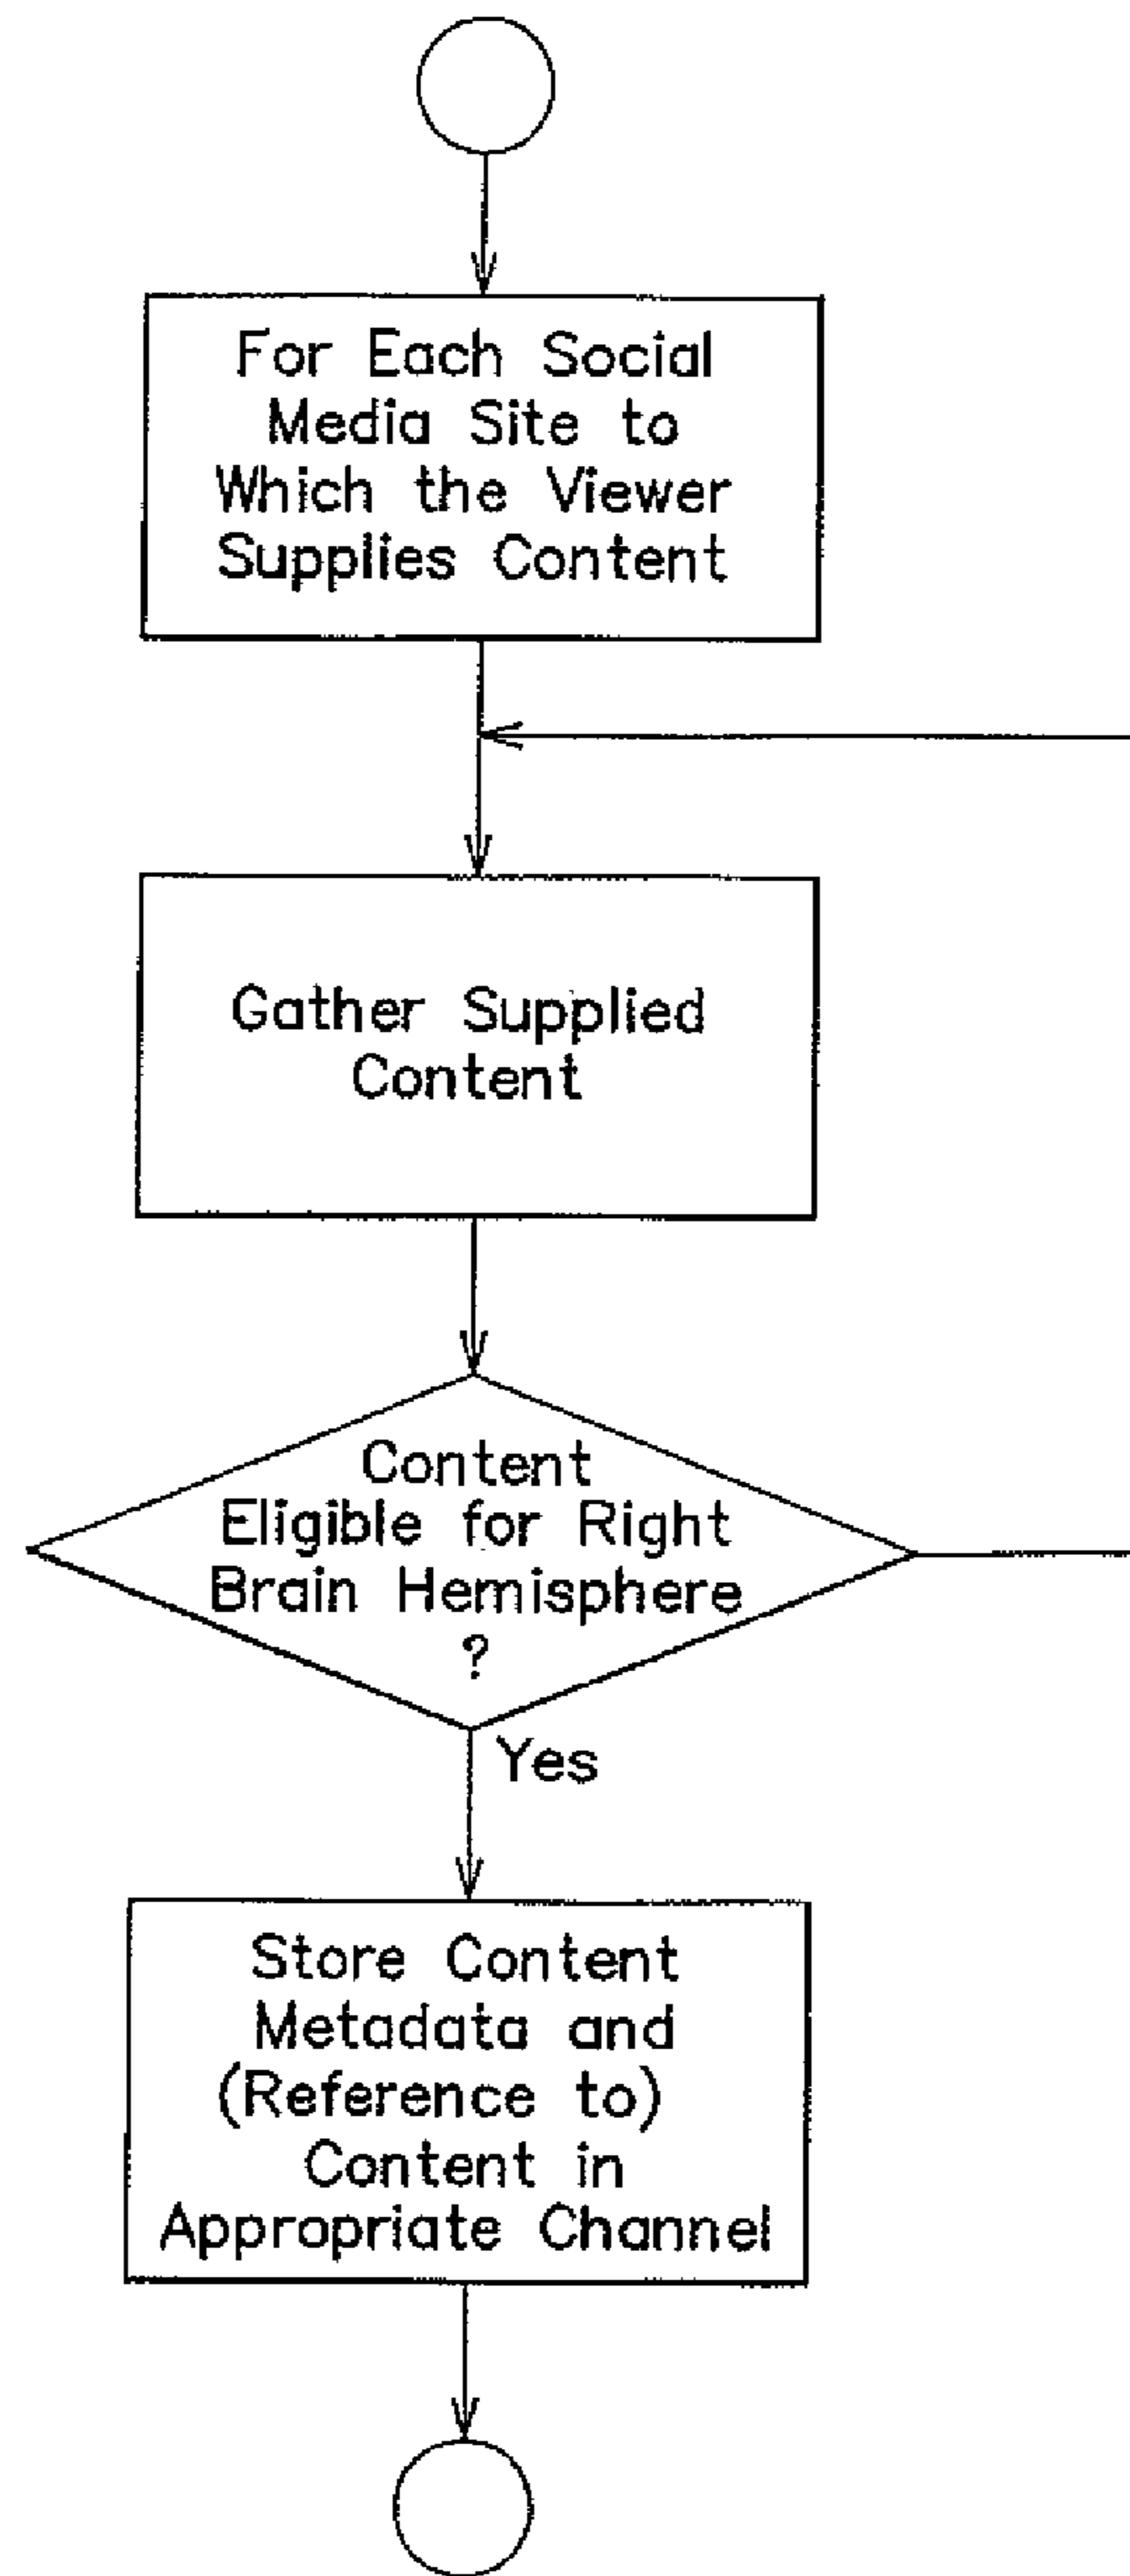 For Each Social
Media Site to
Which the Viewer
Supplies Content
Gather Supplied
Content
Content
Eligible for Right
Brain Hemisphere
?
Yes
Store Content
Metadata and
(Reference to)
Content in
Appropriate Channel